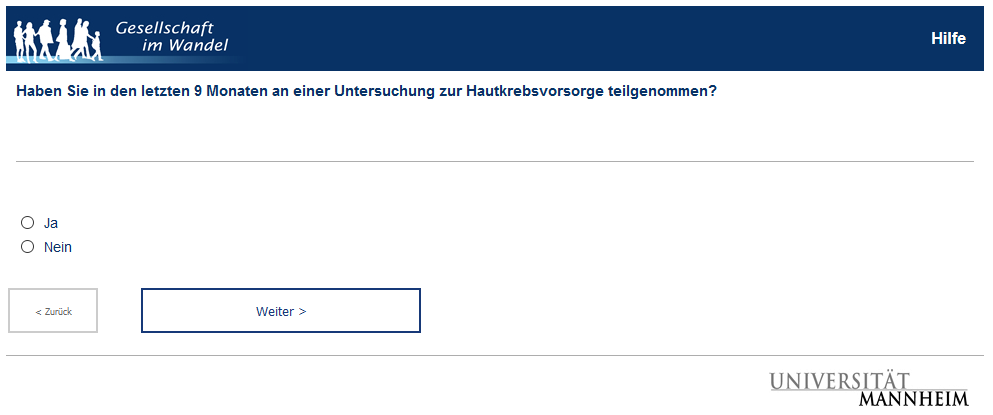 Gesellschaft
im Wandel
Hilfe
Haben Sie in den letzten 9 Monaten an einer Untersuchung zur Hautkrebsvorsorge teilgenommen?
Ja
Nein
< Zurück
Weiter >
UNIVERSITÄT
MANNHEIM